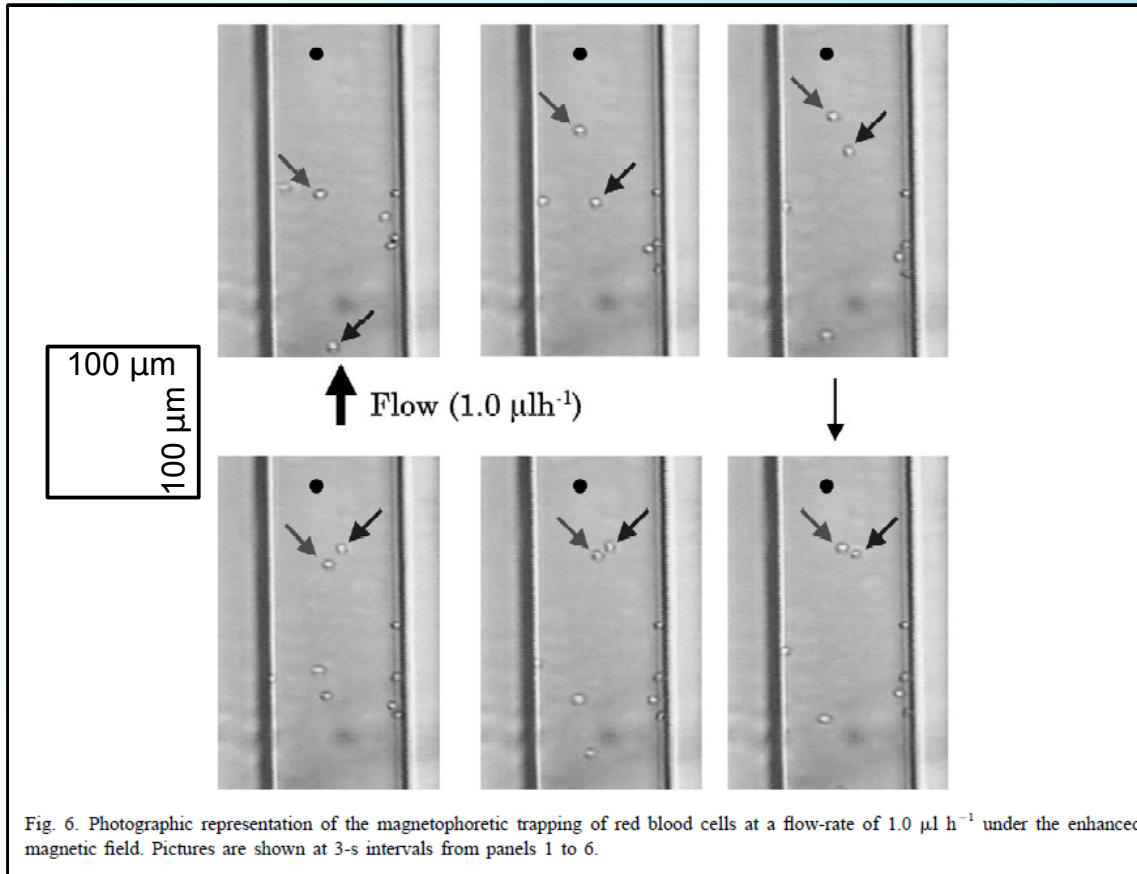 100 µm
100 µm
Flow (1.0 µlh⁻¹)
Fig. 6. Photographic representation of the magnetophoretic trapping of red blood cells at a flow-rate of 1.0 µl h⁻¹ under the enhanced
magnetic field. Pictures are shown at 3-s intervals from panels 1 to 6.